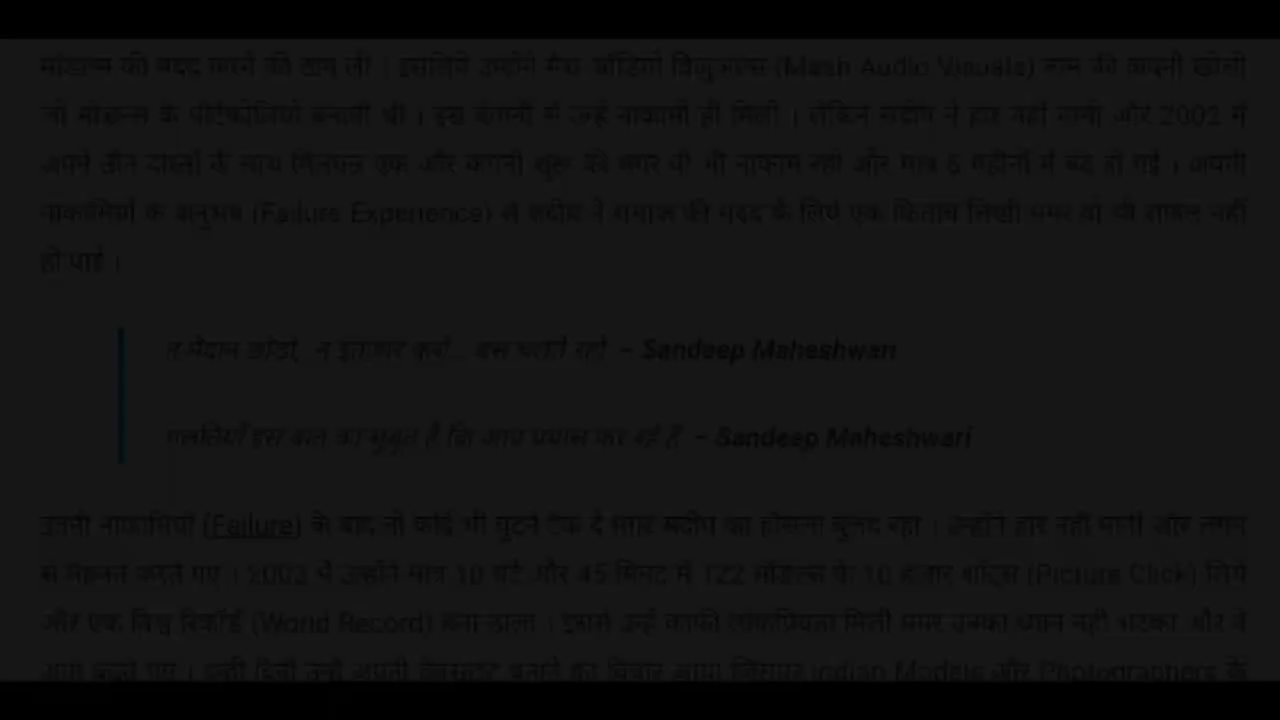 मॉडल्स की मदद करने की ठान ली । इसलिये उन्होंने मैश ऑडियो विजुअल्स (Mash Audio Visuals) नाम की कंपनी खोली
जो मॉडल्स के पोर्टफोलियो बनाती थी । इस कंपनी में उन्हें नाकामी ही मिली । लेकिन संदीप ने हार नहीं मानी और 2002 में
अपने तीन दोस्तों के साथ मिलकर एक और कंपनी शुरू की मगर वो भी नाकाम रही और मात्र 6 महीनों में बंद हो गई । अपनी
नाकामियों के अनुभव (Failure Experience) से संदीप ने समाज की मदद के लिये एक किताब लिखी मगर वो भी सफल नहीं
हो पाई ।
न मैदान छोडो, न इंतजार करो… बस चलते रहो – Sandeep Maheshwari
गलतियाँ इस बात का सुबूत हैं कि आप प्रयास कर रहे हैं – Sandeep Maheshwari
इतनी नाकामियों (Failure) के बाद तो कोई भी घुटने टेक दे मगर संदीप का हौसला बुलंद रहा । उन्होंने हार नहीं मानी और लगन
से मेहनत करते गए । 2003 में उन्होंने मात्र 10 घंटे और 45 मिनट में 122 मॉडल्स के 10 हजार शॉट्स (Picture Click) लिये
और एक विश्व रिकॉर्ड (World Record) बना डाला । इससे उन्हें काफी लोकप्रियता मिली मगर उनका ध्यान नहीं भटका और वे
आगे बढ़ते गए । इन्हीं दिनों उन्हें अपनी वेबसाइट बनाने का विचार आया जिसपर Indian Models और Photographers के